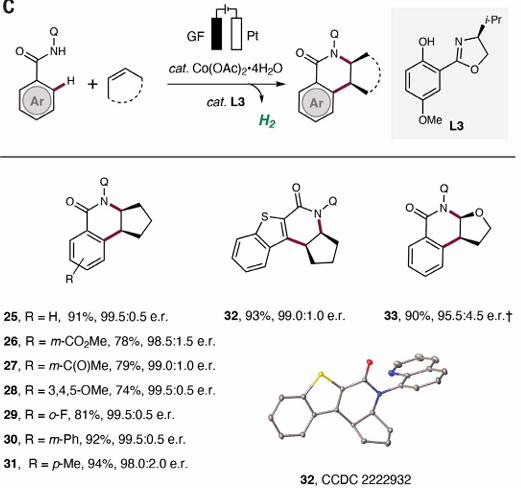 C
GF Pt
Q
O NH
H
Ar
+
cat. Co(OAc)2•4H2O
cat. L3
H2
Q
O N
Ar
i-Pr
OH N
O
OMe
L3
Q
O N
R
O Q
S N
Q
O N O
25, R = H, 91%, 99.5:0.5 e.r.
26, R = m-CO2Me, 78%, 98.5:1.5 e.r.
27, R = m-C(O)Me, 79%, 99.0:1.0 e.r.
28, R = 3,4,5-OMe, 74%, 99.5:0.5 e.r.
29, R = o-F, 81%, 99.5:0.5 e.r.
30, R = m-Ph, 92%, 99.5:0.5 e.r.
31, R = p-Me, 94%, 98.0:2.0 e.r.
32, 93%, 99.0:1.0 e.r.
33, 90%, 95.5:4.5 e.r.†
32, CCDC 2222932